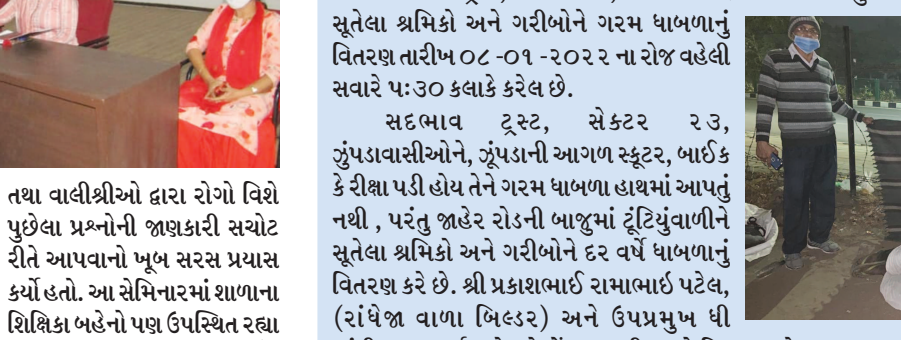 તથા વાલીશ્રીઓ દ્વારા રોગો વિશે
પુછેલા પ્રશ્નોની જાણકારી સચોટ
રીતે આપવાનો ખૂબ સરસ પ્રયાસ
કર્યો હતો. આ સેમિનારમાં શાળાના
શિક્ષિકા બહેનો પણ ઉપસ્થિત રહ્યા
સૂતેલા શ્રમિકો અને ગરીબોને ગરમ ધાબળાનું
વિતરણ તારીખ ૦૮ -૦૧ -૨૦૨૨ ના રોજ વહેલી
સવારે ૫ઃ૩૦ કલાકે કરેલ છે.
સદભાવ ટ્રસ્ટ, સેક્ટર ૨૩,
ઝુંપડાવાસીઓને, ઝૂંપડાની આગળ સ્કૂટર, બાઈક
કે રીક્ષા પડી હોય તેને ગરમ ધાબળા હાથમાં આપતું
નથી , પરંતુ જાહેર રોડની બાજુમાં ટૂંટિયુંવાળીને
સૂતેલા શ્રમિકો અને ગરીબોને દર વર્ષે ધાબળાનું
વિતરણ કરે છે. શ્રી પ્રકાશભાઈ રામાભાઇ પટેલ,
(રાંધેજા વાળા બિલ્ડર) અને ઉપપ્રમુખ ધી